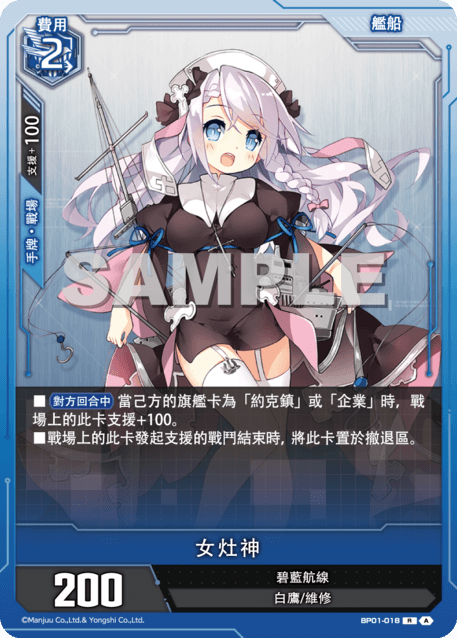 費用
2
艦船
支援+100
手牌・戰場
SAMPLE
■ 對方回合中 當己方的旗艦卡為「約克鎮」或「企業」時，戰
場上的此卡支援+100。
■戰場上的此卡發起支援的戰鬥結束時，將此卡置於撤退區。
女灶神
200
碧藍航線
白鷹/維修
©Manjuu Co.,Ltd.& Yongshi Co.,Ltd.
BP01-018 R A